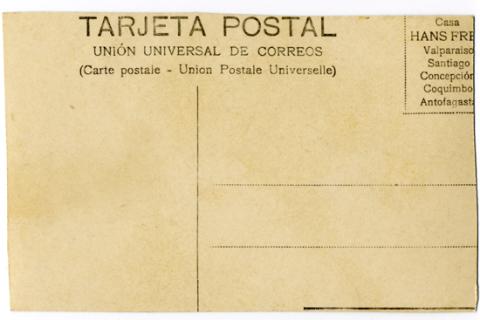 TARJETA POSTAL
UNIÓN UNIVERSAL DE CORREOS
(Carte postale - Union Postale Universelle)
Casa
HANS FRE
Valparaiso
Santiago
Concepción
Coquimbo
Antofagasta